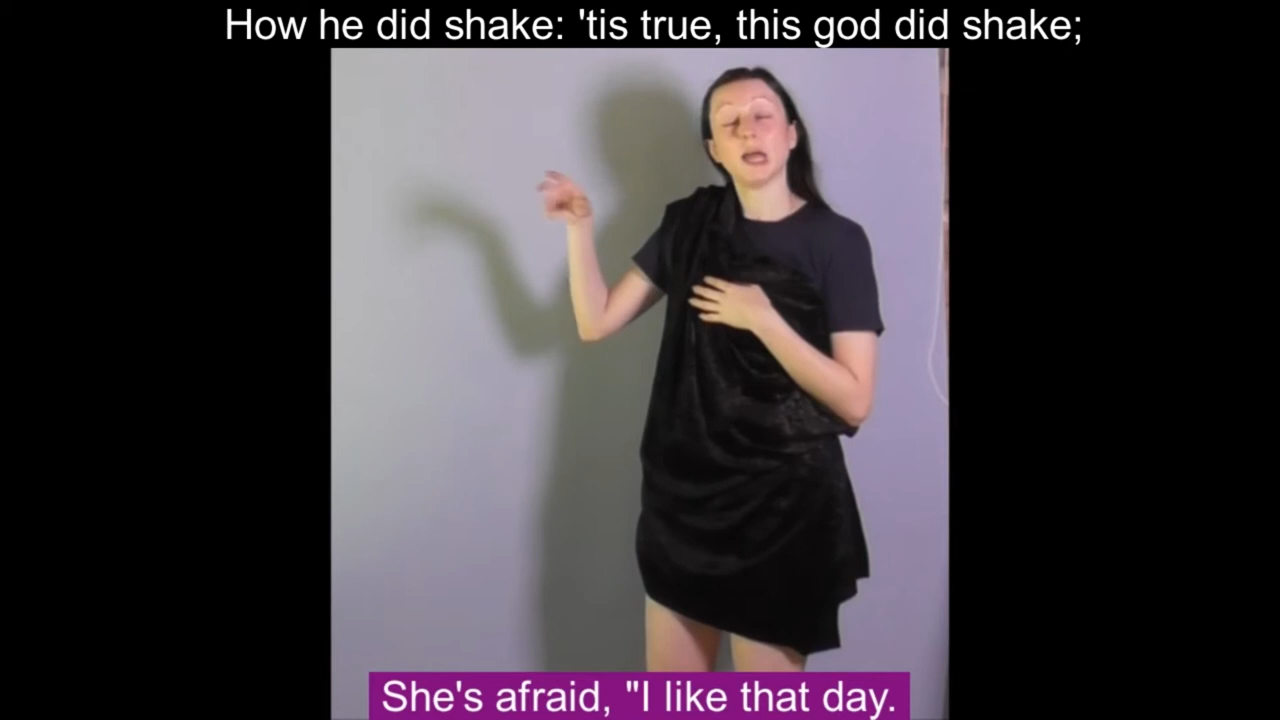 How he did shake: 'tis true, this god did shake;
She's afraid, "I like that day.